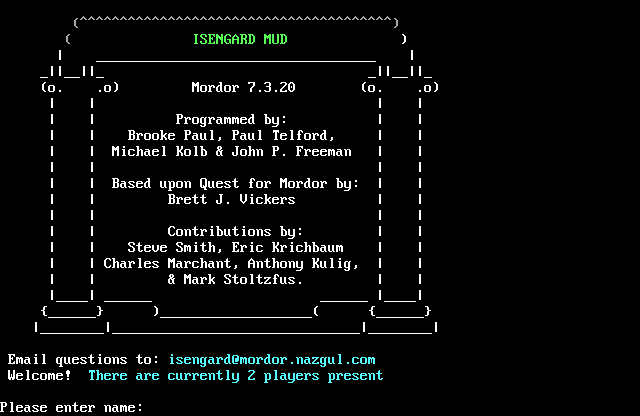 ISENGARD MUD
Mordor 7.3.20
Programmed by:
Brooke Paul, Paul Telford,
Michael Kolb & John P. Freeman
Based upon Quest for Mordor by:
Brett J. Vickers
Contributions by:
Steve Smith, Eric Krichbaum
Charles Marchant, Anthony Kulig,
& Mark Stoltzfus.
Email questions to: isengard@mordor.nazgul.com
Welcome!  There are currently 2 players present
Please enter name: